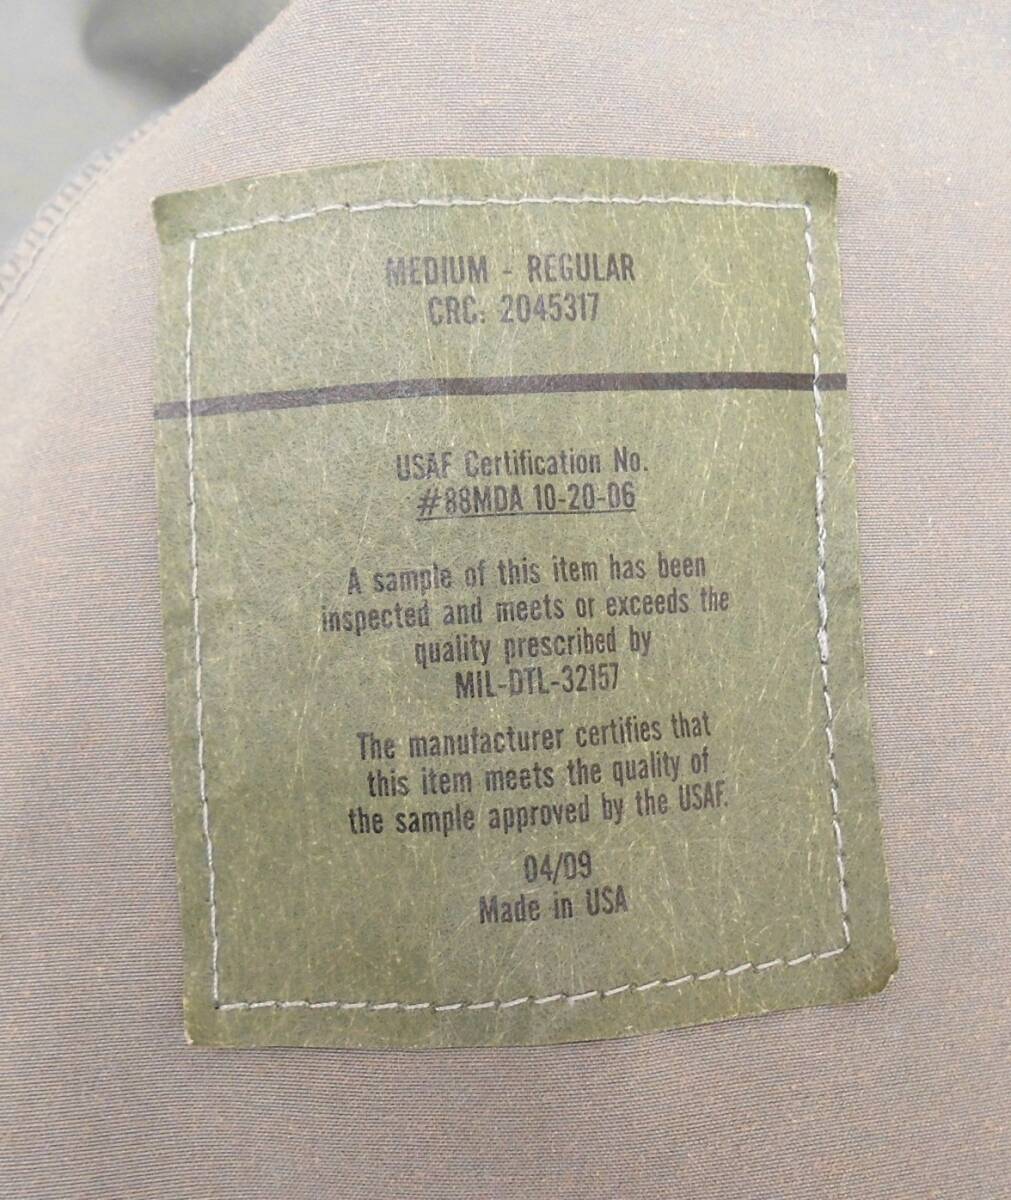 MEDIUM - REGULAR
CRC: 2045317
USAF Certification No.
#88MDA 10-20-06
A sample of this item has been
inspected and meets or exceeds the
quality prescribed by
MIL-DTL-32157
The manufacturer certifies that
this item meets the quality of
the sample approved by the USAF.
04/09
Made in USA